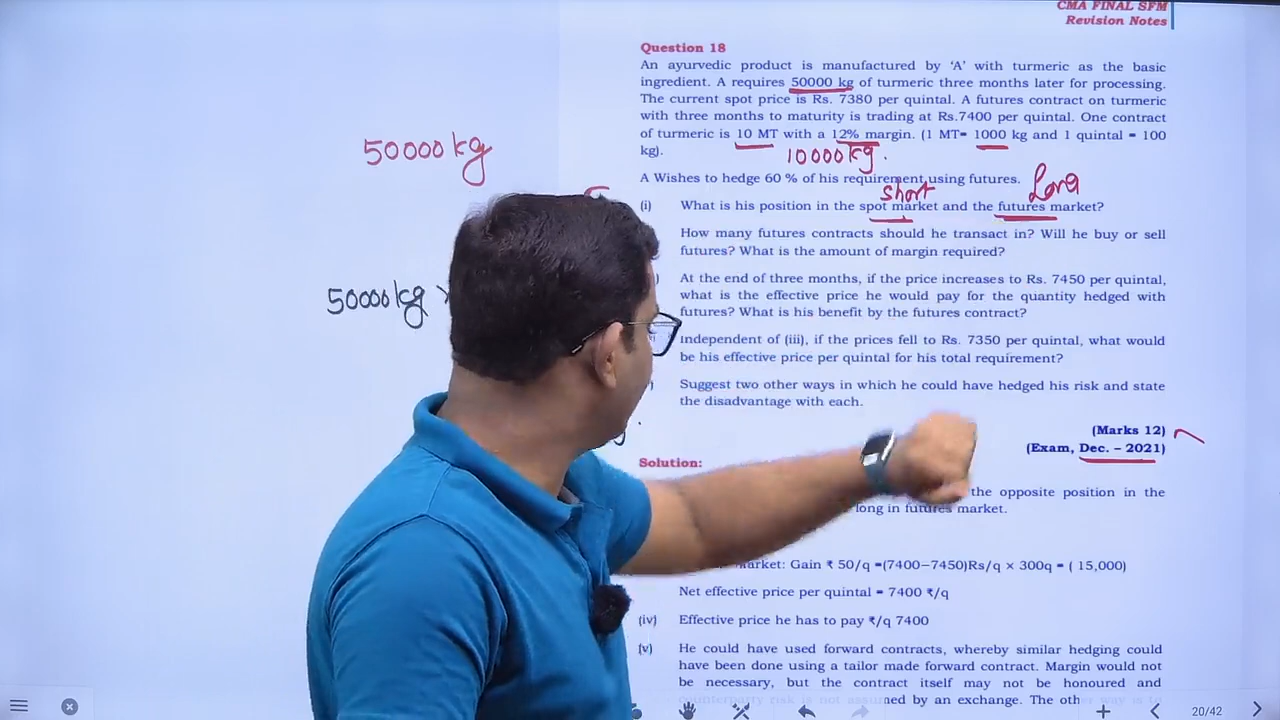 CMA FINAL SFM
Revision Notes
Question 18
An ayurvedic product is manufactured by 'A' with turmeric as the basic
ingredient. A requires 50000 kg of turmeric three months later for processing.
The current spot price is Rs. 7380 per quintal. A futures contract on turmeric
with three months to maturity is trading at Rs.7400 per quintal. One contract
of turmeric is 10 MT with a 12% margin. (1 MT= 1000 kg and 1 quintal = 100
kg).
10000kg.
50000 kg
A Wishes to hedge 60 % of his requirement using futures.
short
Long
(i) What is his position in the spot market and the futures market?
How many futures contracts should he transact in? Will he buy or sell
futures? What is the amount of margin required?
50000kg
At the end of three months, if the price increases to Rs. 7450 per quintal,
what is the effective price he would pay for the quantity hedged with
futures? What is his benefit by the futures contract?
Independent of (iii), if the prices fell to Rs. 7350 per quintal, what would
be his effective price per quintal for his total requirement?
Suggest two other ways in which he could have hedged his risk and state
the disadvantage with each.
(Marks 12)
(Exam, Dec. – 2021)
Solution:
the opposite position in the
long in futures market.
market: Gain ₹ 50/q =(7400−7450)Rs/q × 300q = ( 15,000)
Net effective price per quintal = 7400 ₹/q
(iv) Effective price he has to pay ₹/q 7400
(v) He could have used forward contracts, whereby similar hedging could
have been done using a tailor made forward contract. Margin would not
be necessary, but the contract itself may not be honoured and
counterparty risk is not assumed by an exchange. The other way is
20/42